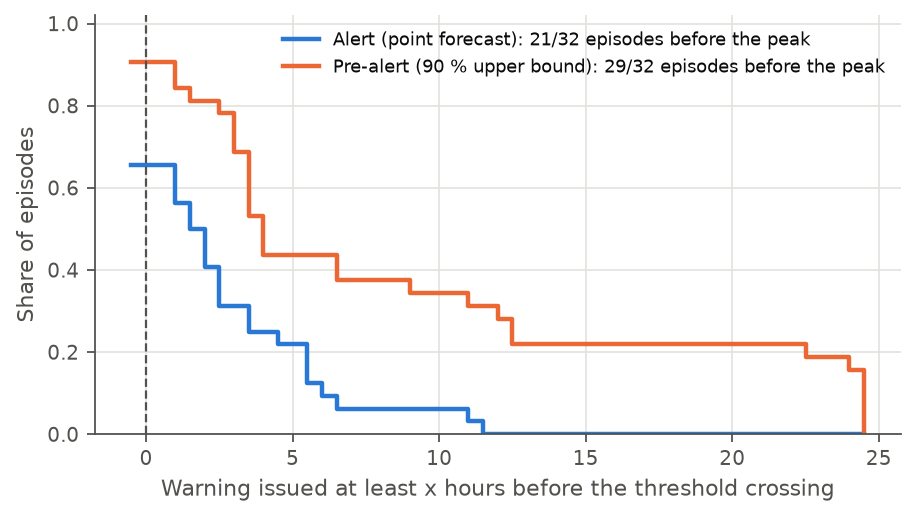 Alert (point forecast): 21/32 episodes before the peak
Pre-alert (90 % upper bound): 29/32 episodes before the peak
Share of episodes
1.0
0.8
0.6
0.4
0.2
0.0
0 5 10 15 20 25
Warning issued at least x hours before the threshold crossing